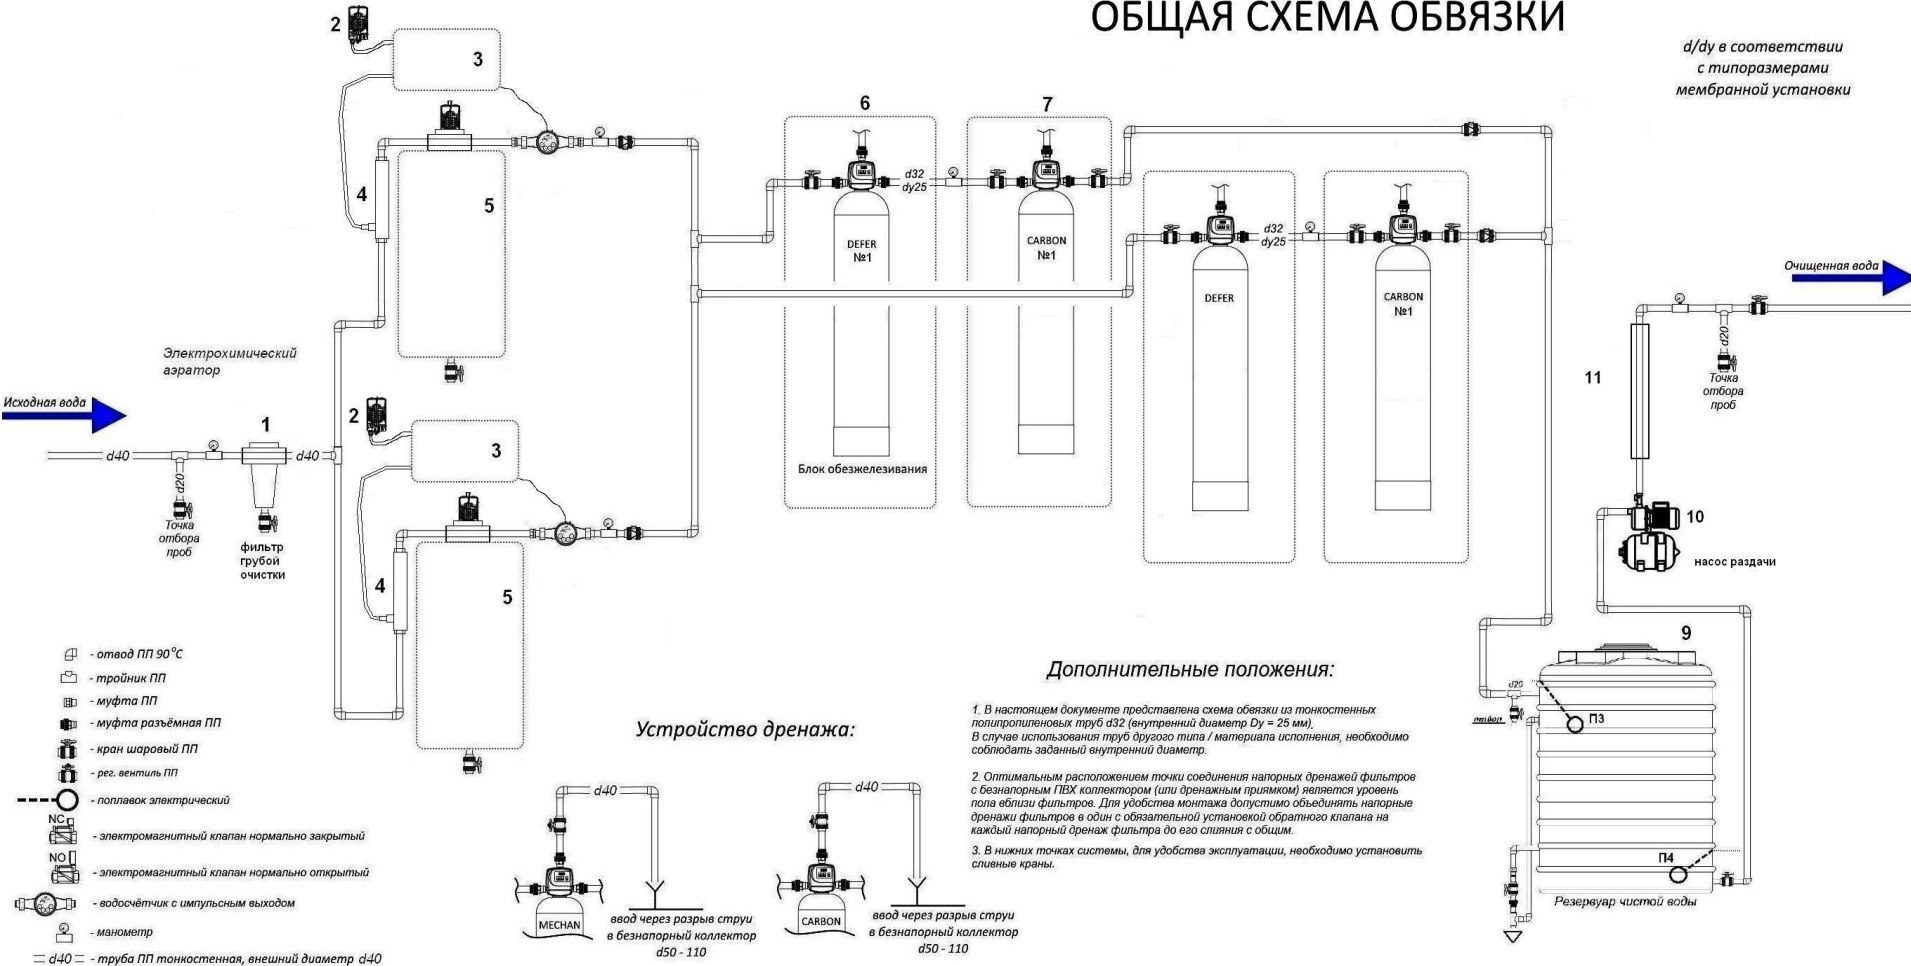 ОБЩАЯ СХЕМА ОБВЯЗКИ
d/dy в соответствии
с типоразмерами
мембранной установки
2
3
4
5
6
7
d32
dy25
DEFER
№1
CARBON
№1
Блок обезжелезивания
d32
dy25
DEFER
CARBON
№1
Очищенная вода
d20
Точка
отбора
проб
11
10
насос раздачи
Электрохимический
аэратор
Исходная вода
d40
1
d40
d20
Точка
отбора
проб
фильтр
грубой
очистки
2
3
4
5
9
d20
отбор
П3
П4
Резервуар чистой воды
- отвод ПП 90°С
- тройник ПП
- муфта ПП
- муфта разъёмная ПП
- кран шаровый ПП
- рег. вентиль ПП
- поплавок электрический
NC
- электромагнитный клапан нормально закрытый
NO
- электромагнитный клапан нормально открытый
- водосчётчик с импульсным выходом
- манометр
d40 - труба ПП тонкостенная, внешний диаметр d40
Устройство дренажа:
d40
MECHAN
ввод через разрыв струи
в безнапорный коллектор
d50 - 110
d40
CARBON
ввод через разрыв струи
в безнапорный коллектор
d50 - 110
Дополнительные положения:
1. В настоящем документе представлена схема обвязки из тонкостенных
полипропиленовых труб d32 (внутренний диаметр Dy = 25 мм),
В случае использования труб другого типа / материала исполнения, необходимо
соблюдать заданный внутренний диаметр.
2. Оптимальным расположением точки соединения напорных дренажей фильтров
с безнапорным ПВХ коллектором (или дренажным приямком) является уровень
пола вблизи фильтров. Для удобства монтажа допустимо объединять напорные
дренажи фильтров в один с обязательной установкой обратного клапана на
каждый напорный дренаж фильтра до его слияния с общим.
3. В нижних точках системы, для удобства эксплуатации, необходимо установить
сливные краны.